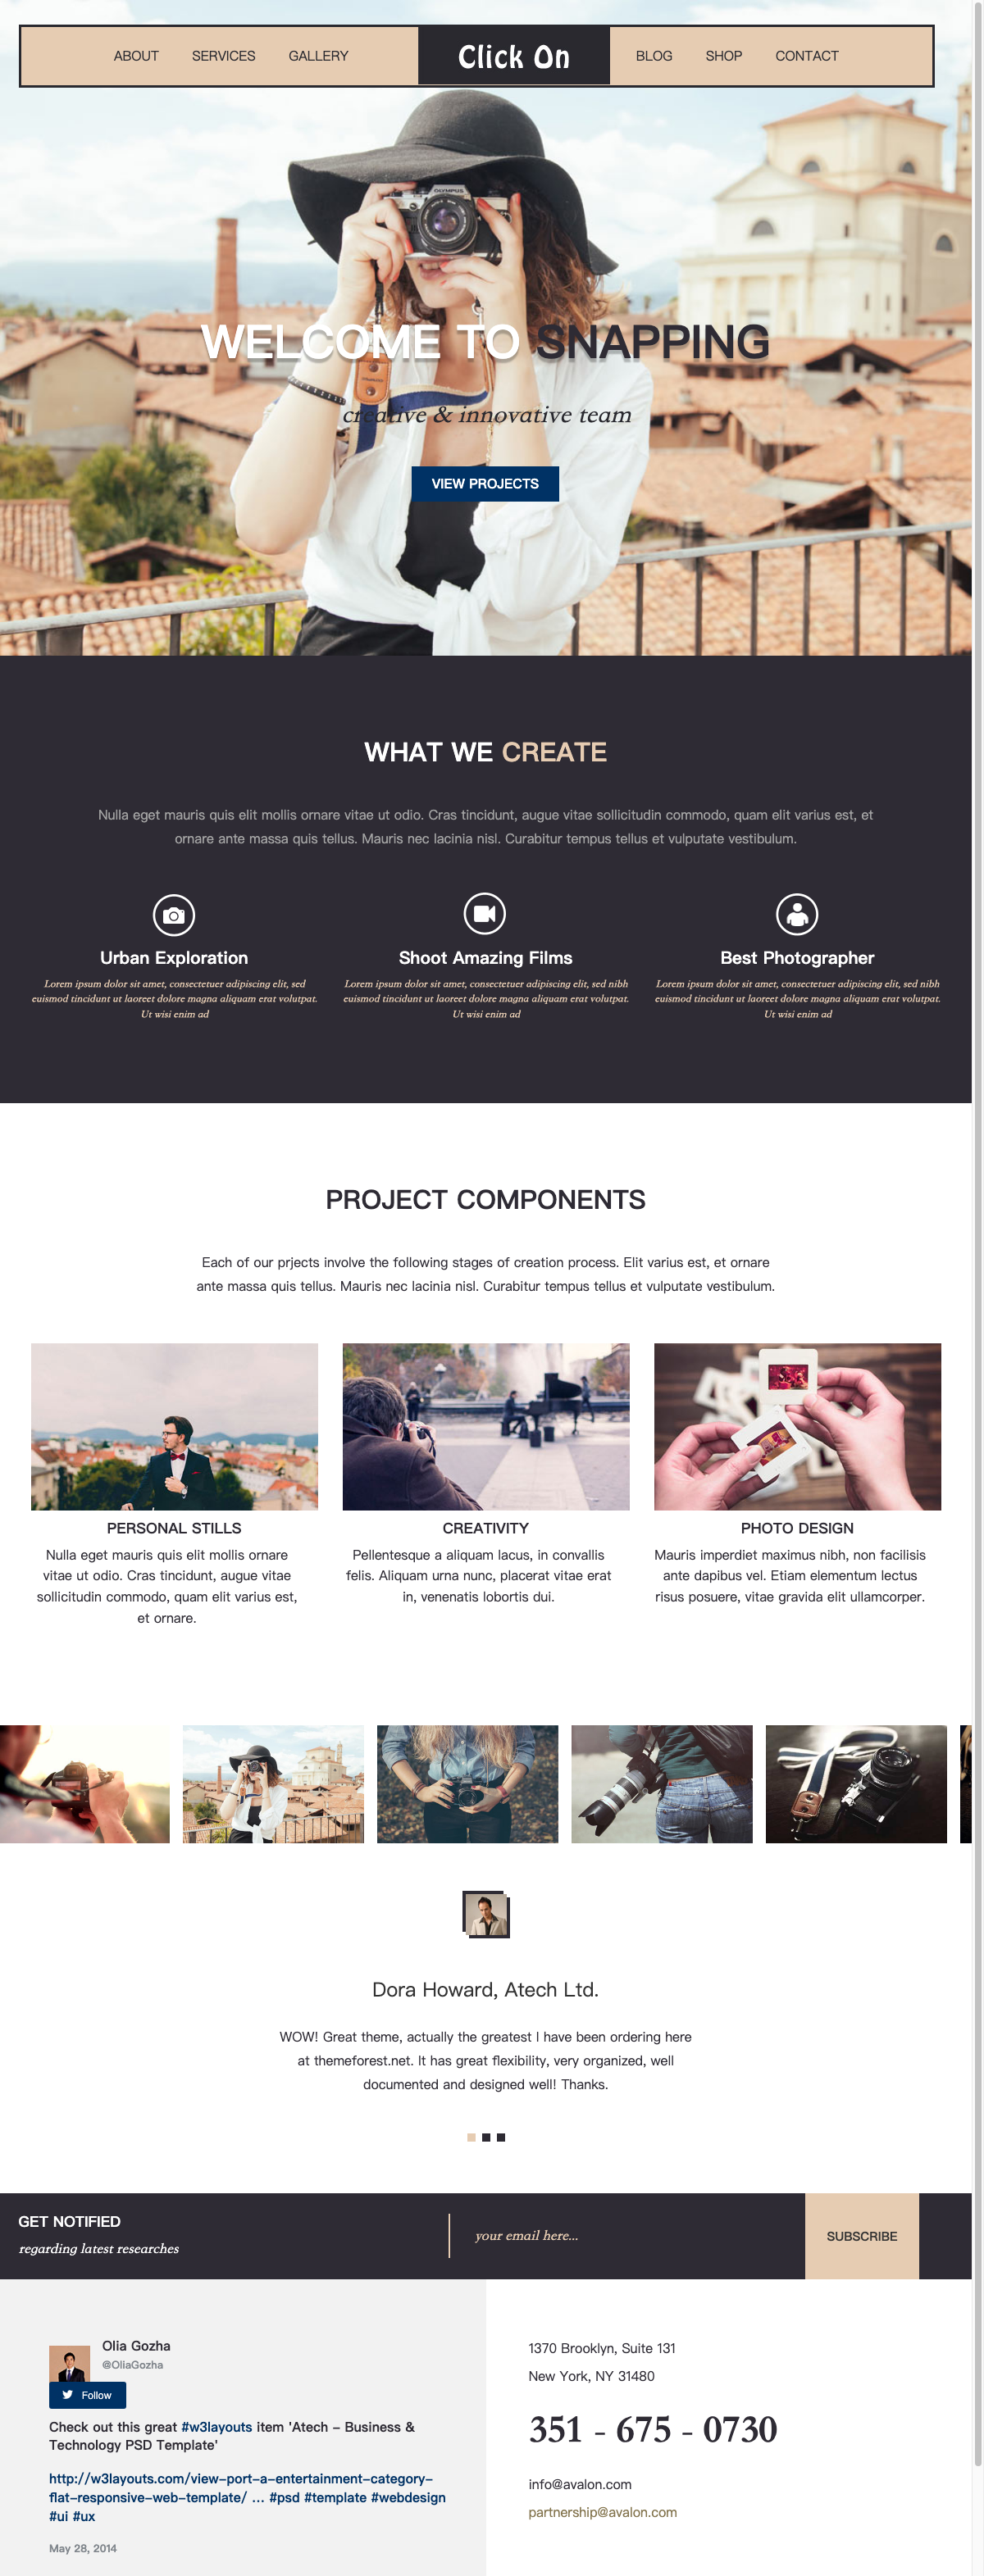 ABOUT SERVICES GALLERY Click On BLOG SHOP CONTACT
OLYMPUS
WELCOME TO SNAPPING
creative & innovative team
VIEW PROJECTS
WHAT WE CREATE
Nulla eget mauris quis elit mollis ornare vitae ut odio. Cras tincidunt, augue vitae sollicitudin commodo, quam elit varius est, et
ornare ante massa quis tellus. Mauris nec lacinia nisl. Curabitur tempus tellus et vulputate vestibulum.
Urban Exploration
Lorem ipsum dolor sit amet, consectetuer adipiscing elit, sed
euismod tincidunt ut laoreet dolore magna aliquam erat volutpat.
Ut wisi enim ad
Shoot Amazing Films
Lorem ipsum dolor sit amet, consectetuer adipiscing elit, sed nibh
euismod tincidunt ut laoreet dolore magna aliquam erat volutpat.
Ut wisi enim ad
Best Photographer
Lorem ipsum dolor sit amet, consectetuer adipiscing elit, sed nibh
euismod tincidunt ut laoreet dolore magna aliquam erat volutpat.
Ut wisi enim ad
PROJECT COMPONENTS
Each of our prjects involve the following stages of creation process. Elit varius est, et ornare
ante massa quis tellus. Mauris nec lacinia nisl. Curabitur tempus tellus et vulputate vestibulum.
PERSONAL STILLS
Nulla eget mauris quis elit mollis ornare
vitae ut odio. Cras tincidunt, augue vitae
sollicitudin commodo, quam elit varius est,
et ornare.
CREATIVITY
Pellentesque a aliquam lacus, in convallis
felis. Aliquam urna nunc, placerat vitae erat
in, venenatis lobortis dui.
PHOTO DESIGN
Mauris imperdiet maximus nibh, non facilisis
ante dapibus vel. Etiam elementum lectus
risus posuere, vitae gravida elit ullamcorper.
Dora Howard, Atech Ltd.
WOW! Great theme, actually the greatest I have been ordering here
at themeforest.net. It has great flexibility, very organized, well
documented and designed well! Thanks.
GET NOTIFIED
regarding latest researches
your email here...
SUBSCRIBE
Olia Gozha
@OliaGozha
Follow
Check out this great #w3layouts item 'Atech - Business &
Technology PSD Template'
http://w3layouts.com/view-port-a-entertainment-category-
flat-responsive-web-template/ ... #psd #template #webdesign
#ui #ux
May 28, 2014
1370 Brooklyn, Suite 131
New York, NY 31480
351 - 675 - 0730
info@avalon.com
partnership@avalon.com